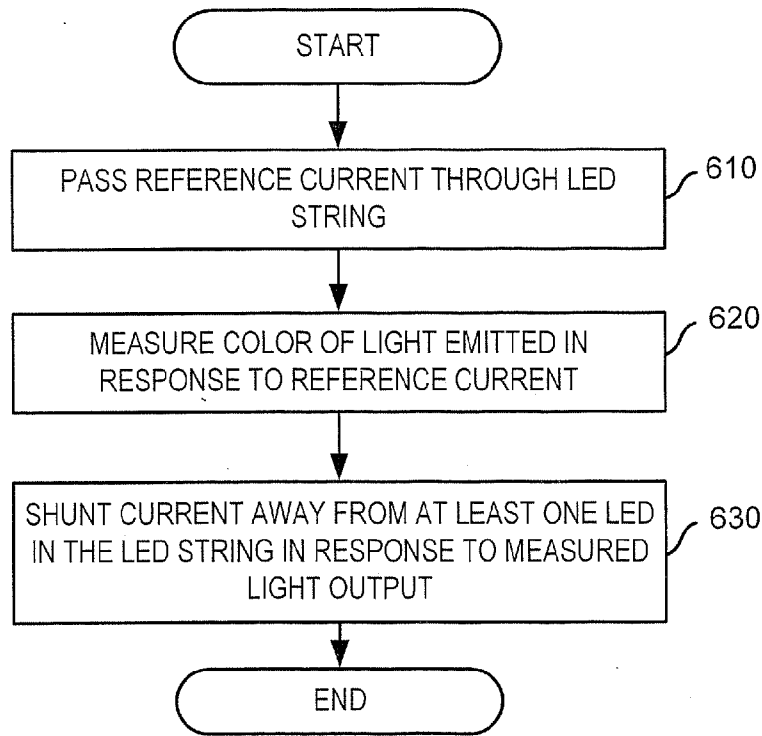 START
PASS REFERENCE CURRENT THROUGH LED
STRING
610
MEASURE COLOR OF LIGHT EMITTED IN
RESPONSE TO REFERENCE CURRENT
620
SHUNT CURRENT AWAY FROM AT LEAST ONE LED
IN THE LED STRING IN RESPONSE TO MEASURED
LIGHT OUTPUT
630
END